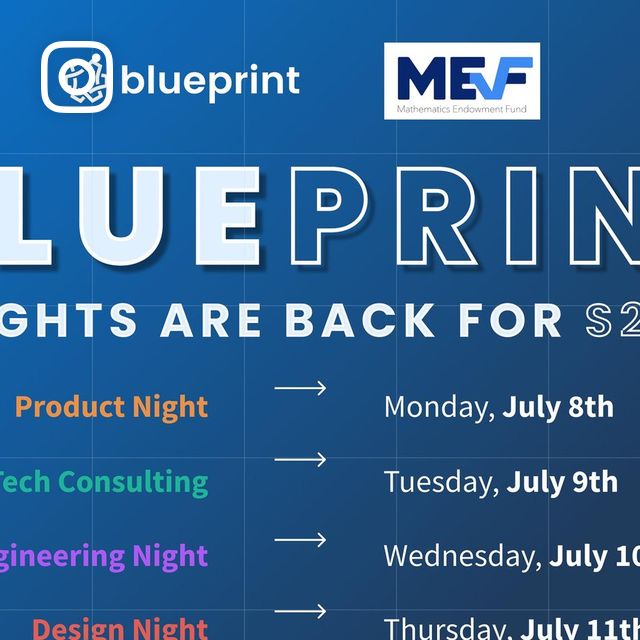 blueprint
MEF
Mathematics Endowment Fund
LUEPRIN
GHTS ARE BACK FOR S2
Product Night → Monday, July 8th
Tech Consulting → Tuesday, July 9th
gineering Night → Wednesday, July 10
Design Night → Thursday, July 11th